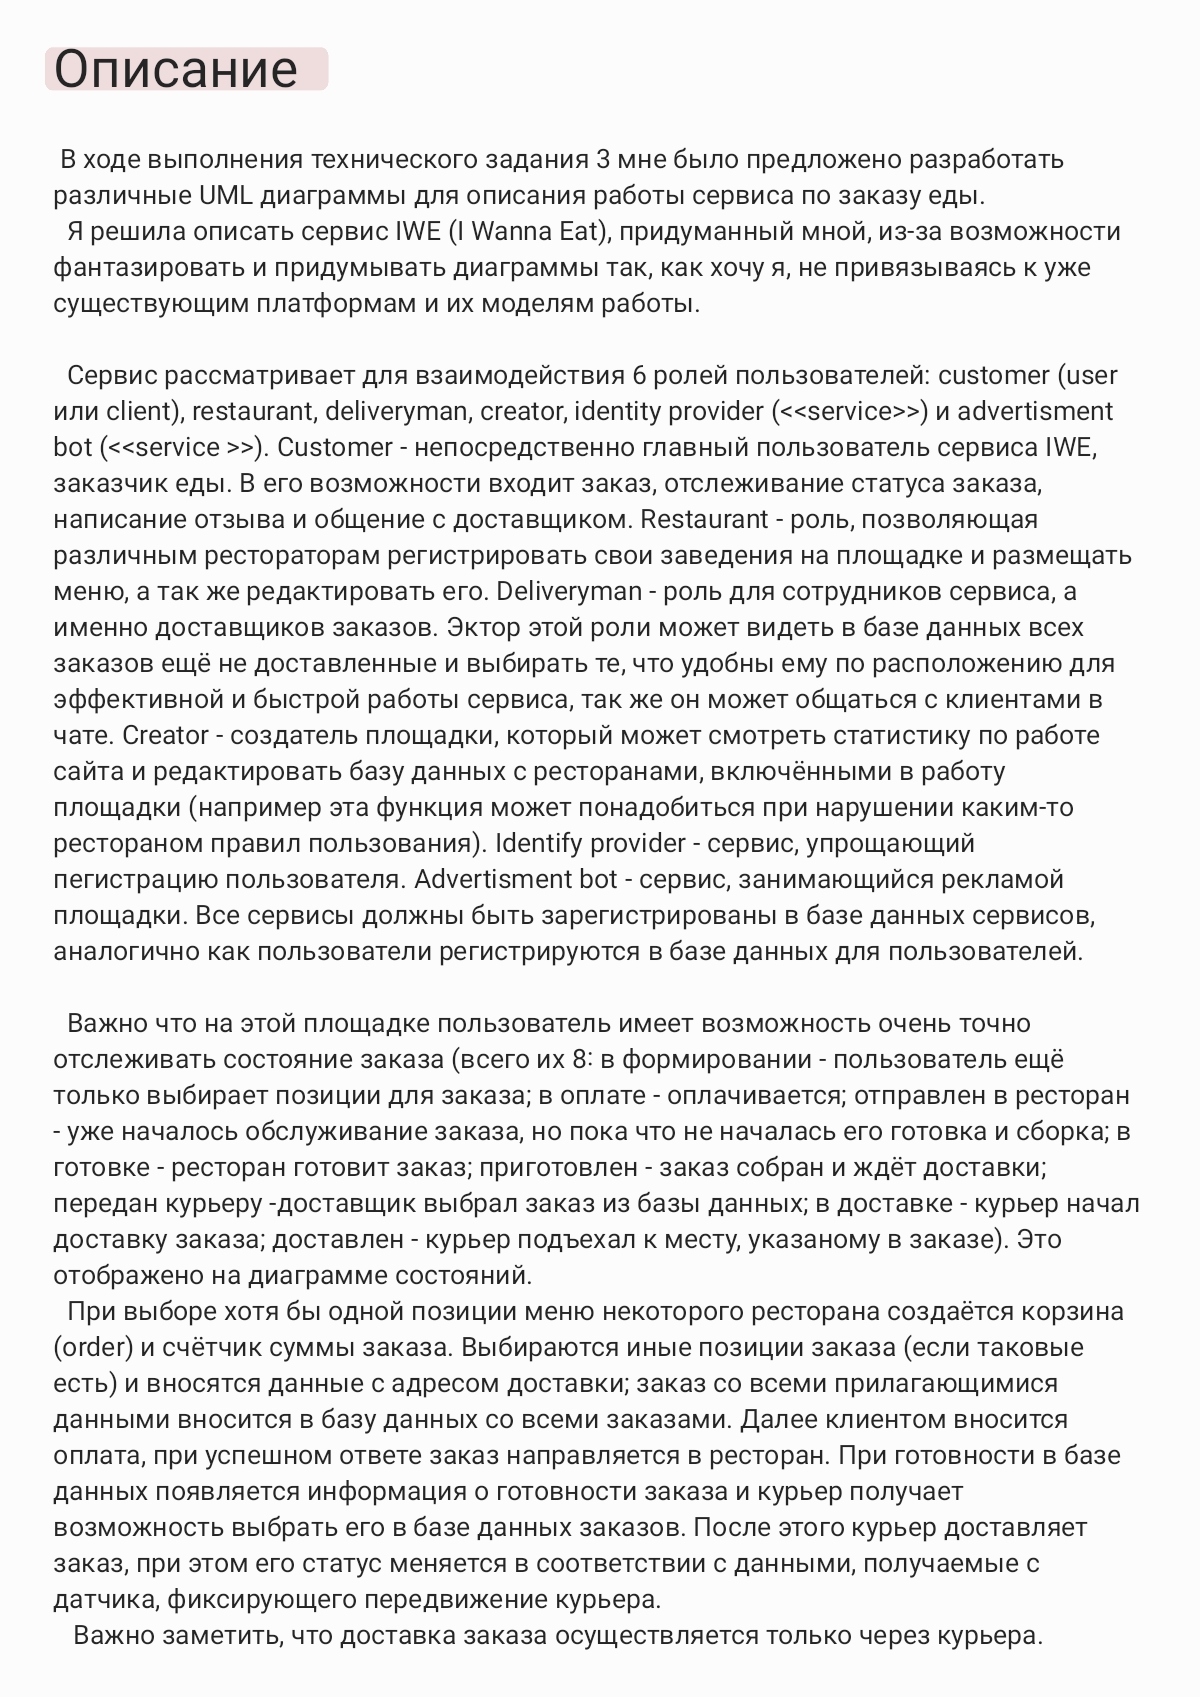 Описание
В ходе выполнения технического задания 3 мне было предложено разработать
различные UML диаграммы для описания работы сервиса по заказу еды.
Я решила описать сервис IWE (I Wanna Eat), придуманный мной, из-за возможности
фантазировать и придумывать диаграммы так, как хочу я, не привязываясь к уже
существующим платформам и их моделям работы.
Сервис рассматривает для взаимодействия 6 ролей пользователей: customer (user
или client), restaurant, deliveryman, creator, identity provider (<<service>>) и advertisment
bot (<<service >>). Customer - непосредственно главный пользователь сервиса IWE,
заказчик еды. В его возможности входит заказ, отслеживание статуса заказа,
написание отзыва и общение с доставщиком. Restaurant - роль, позволяющая
различным рестораторам регистрировать свои заведения на площадке и размещать
меню, а так же редактировать его. Deliveryman - роль для сотрудников сервиса, а
именно доставщиков заказов. Эктор этой роли может видеть в базе данных всех
заказов ещё не доставленные и выбирать те, что удобны ему по расположению для
эффективной и быстрой работы сервиса, так же он может общаться с клиентами в
чате. Creator - создатель площадки, который может смотреть статистику по работе
сайта и редактировать базу данных с ресторанами, включёнными в работу
площадки (например эта функция может понадобиться при нарушении каким-то
рестораном правил пользования). Identify provider - сервис, упрощающий
пегистрацию пользователя. Advertisment bot - сервис, занимающийся рекламой
площадки. Все сервисы должны быть зарегистрированы в базе данных сервисов,
аналогично как пользователи регистрируются в базе данных для пользователей.
Важно что на этой площадке пользователь имеет возможность очень точно
отслеживать состояние заказа (всего их 8: в формировании - пользователь ещё
только выбирает позиции для заказа; в оплате - оплачивается; отправлен в ресторан
- уже началось обслуживание заказа, но пока что не началась его готовка и сборка; в
готовке - ресторан готовит заказ; приготовлен - заказ собран и ждёт доставки;
передан курьеру -доставщик выбрал заказ из базы данных; в доставке - курьер начал
доставку заказа; доставлен - курьер подъехал к месту, указаному в заказе). Это
отображено на диаграмме состояний.
При выборе хотя бы одной позиции меню некоторого ресторана создаётся корзина
(order) и счётчик суммы заказа. Выбираются иные позиции заказа (если таковые
есть) и вносятся данные с адресом доставки; заказ со всеми прилагающимися
данными вносится в базу данных со всеми заказами. Далее клиентом вносится
оплата, при успешном ответе заказ направляется в ресторан. При готовности в базе
данных появляется информация о готовности заказа и курьер получает
возможность выбрать его в базе данных заказов. После этого курьер доставляет
заказ, при этом его статус меняется в соответствии с данными, получаемые с
датчика, фиксирующего передвижение курьера.
Важно заметить, что доставка заказа осуществляется только через курьера.